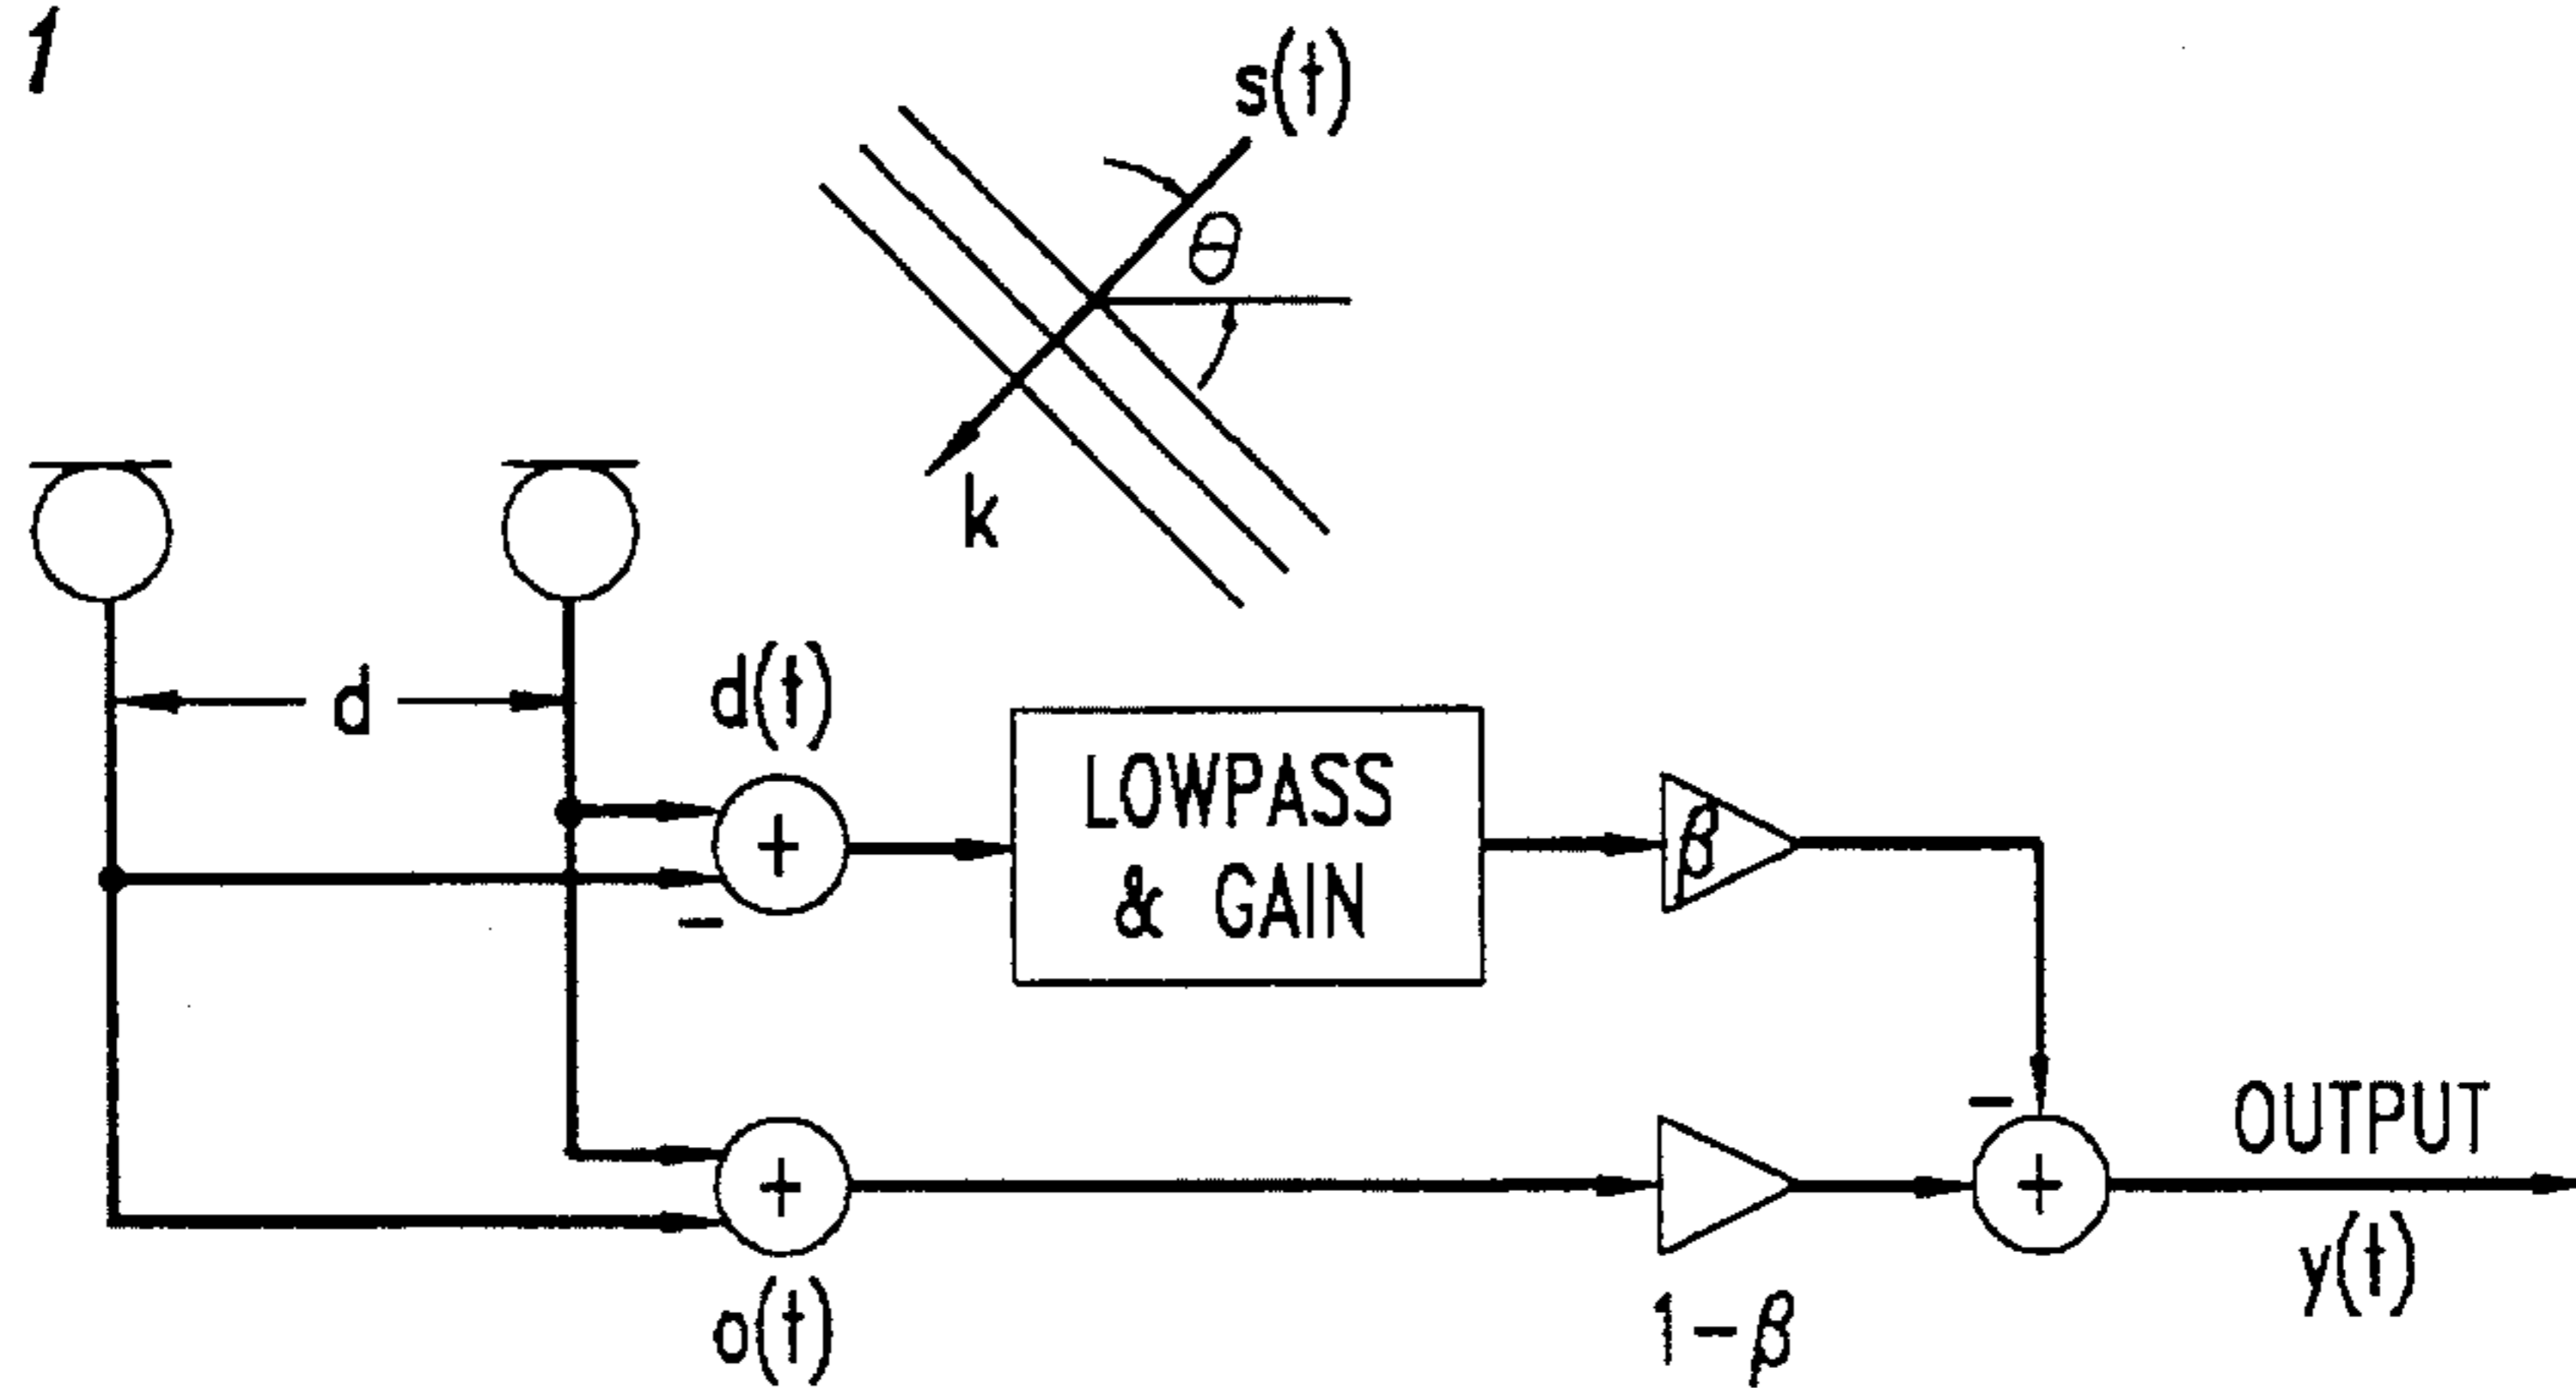 1
s(t)
θ
k
d
d(t)
LOWPASS
& GAIN
β
+
-
+
o(t)
1-β
-
+
OUTPUT
y(t)